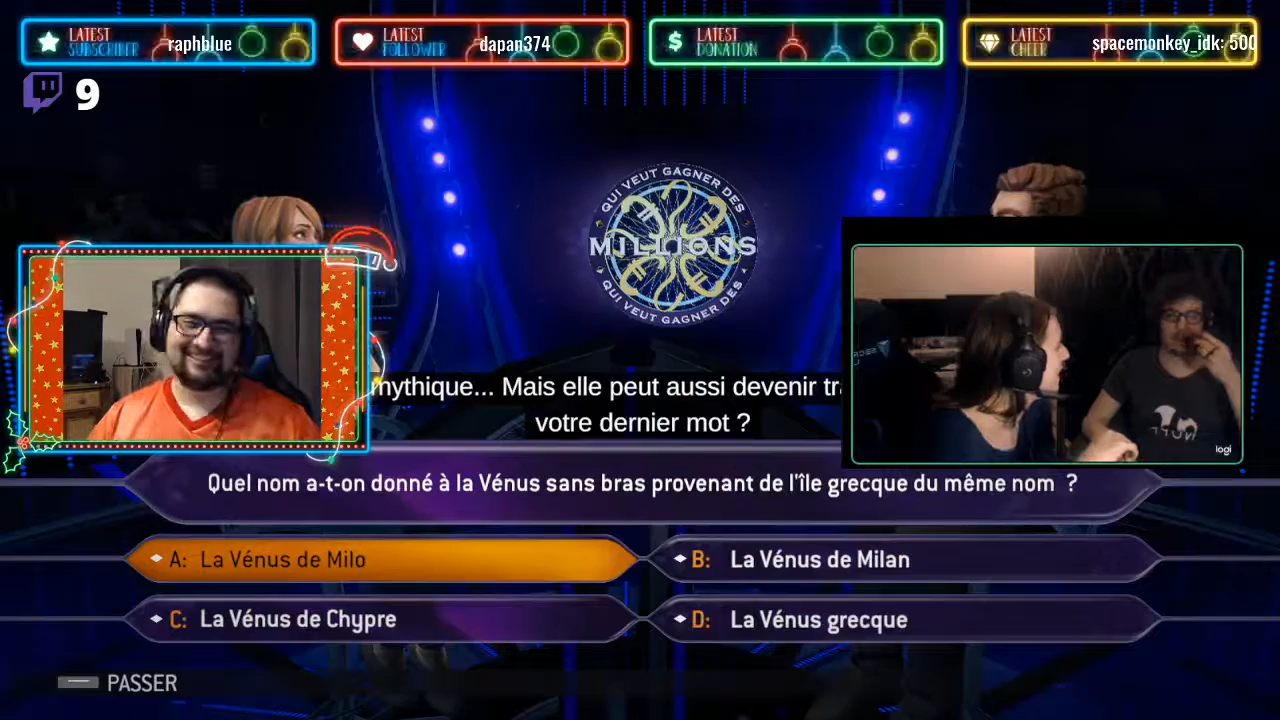 LATEST
SUBSCRIBER
raphblue
LATEST
FOLLOWER
dapan374
LATEST
DONATION
LATEST
CHEER
spacemonkey_idk: 500
9
QUI VEUT GAGNER DES
MILLIONS
QUI VEUT GAGNER DES
mythique... Mais elle peut aussi devenir
votre dernier mot ?
logi
Quel nom a-t-on donné à la Vénus sans bras provenant de l'île grecque du même nom ?
A: La Vénus de Milo
B: La Vénus de Milan
C: La Vénus de Chypre
D: La Vénus grecque
PASSER